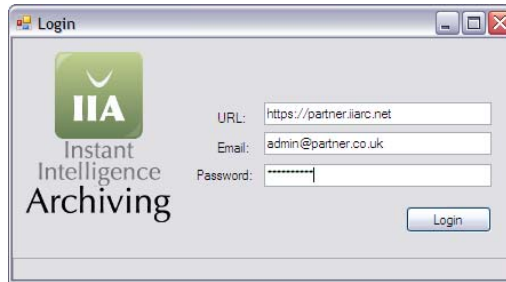 Login
IIA
Instant
Intelligence
Archiving
URL: https://partner.iiarc.net
Email: admin@partner.co.uk
Password: **********
Login